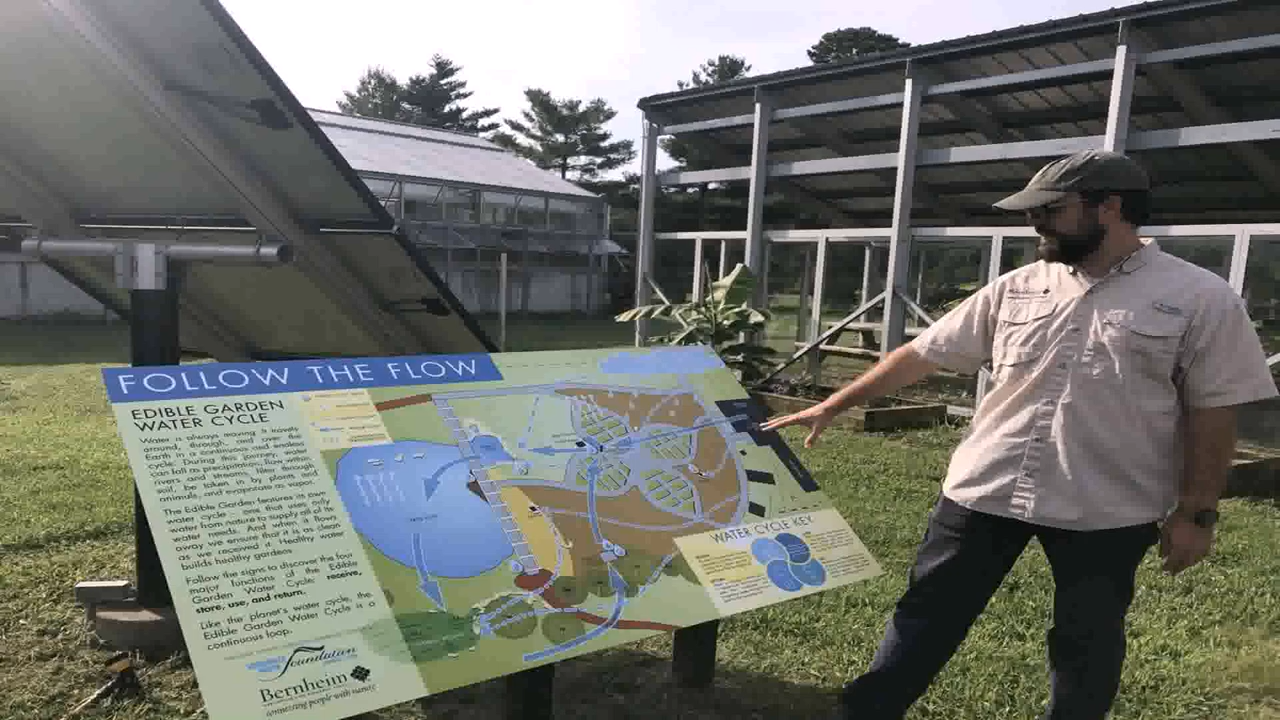 FOLLOW THE FLOW
EDIBLE GARDEN
WATER CYCLE
Water is always moving. It travels
around, through, and over the
Earth in a continuous and endless
cycle. During this journey, water
can fall as precipitation, flow within
rivers and streams, filter through
soil, be taken in by plants and
animals, and evaporate as vapor.
The Edible Garden features its own
water cycle - one that uses only
water from nature to supply all of its
water needs. And when it flows
away we ensure that it is as clean
as we received it. Healthy water
builds healthy gardens.
Follow the signs to discover the four
major functions of the Edible
Garden Water Cycle: receive,
store, use, and return.
Like the planet's water cycle, the
Edible Garden Water Cycle is a
continuous loop.
foundation
Bernheim
connecting people with nature
WATER CYCLE KEY
Bernheim